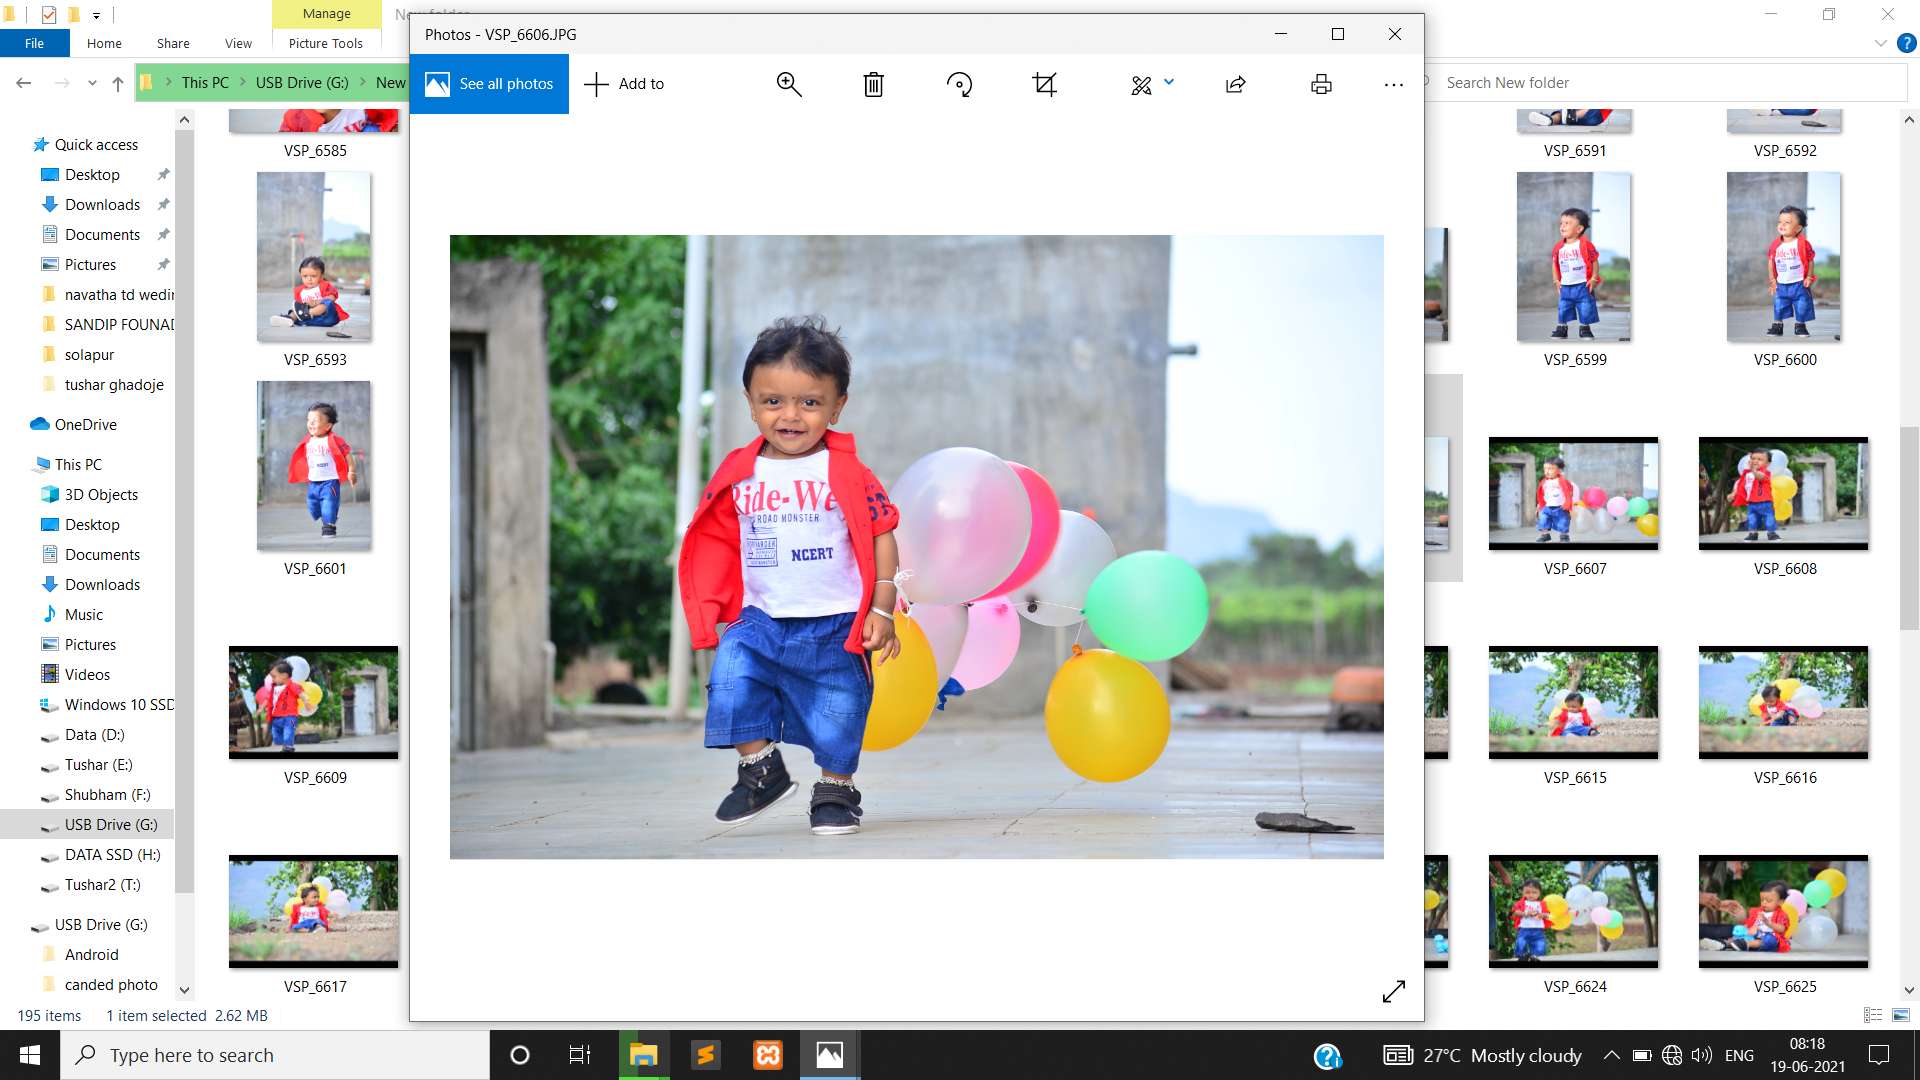 Manage
New folder
File
Home
Share
View
Picture Tools
This PC
USB Drive (G:)
New
Search New folder
Photos - VSP_6606.JPG
See all photos
Add to
Quick access
Desktop
Downloads
Documents
Pictures
navatha td wedin
SANDIP FOUNAD
solapur
tushar ghadoje
OneDrive
This PC
3D Objects
Desktop
Documents
Downloads
Music
Pictures
Videos
Windows 10 SSD
Data (D:)
Tushar (E:)
Shubham (F:)
USB Drive (G:)
DATA SSD (H:)
Tushar2 (T:)
USB Drive (G:)
Android
canded photo
VSP_6585
VSP_6591
VSP_6592
VSP_6593
VSP_6599
VSP_6600
VSP_6601
VSP_6607
VSP_6608
VSP_6609
VSP_6615
VSP_6616
VSP_6617
VSP_6624
VSP_6625
Ride-We
ROAD MONSTER
NCERT
195 items
1 item selected 2.62 MB
Type here to search
27°C Mostly cloudy
ENG
08:18
19-06-2021